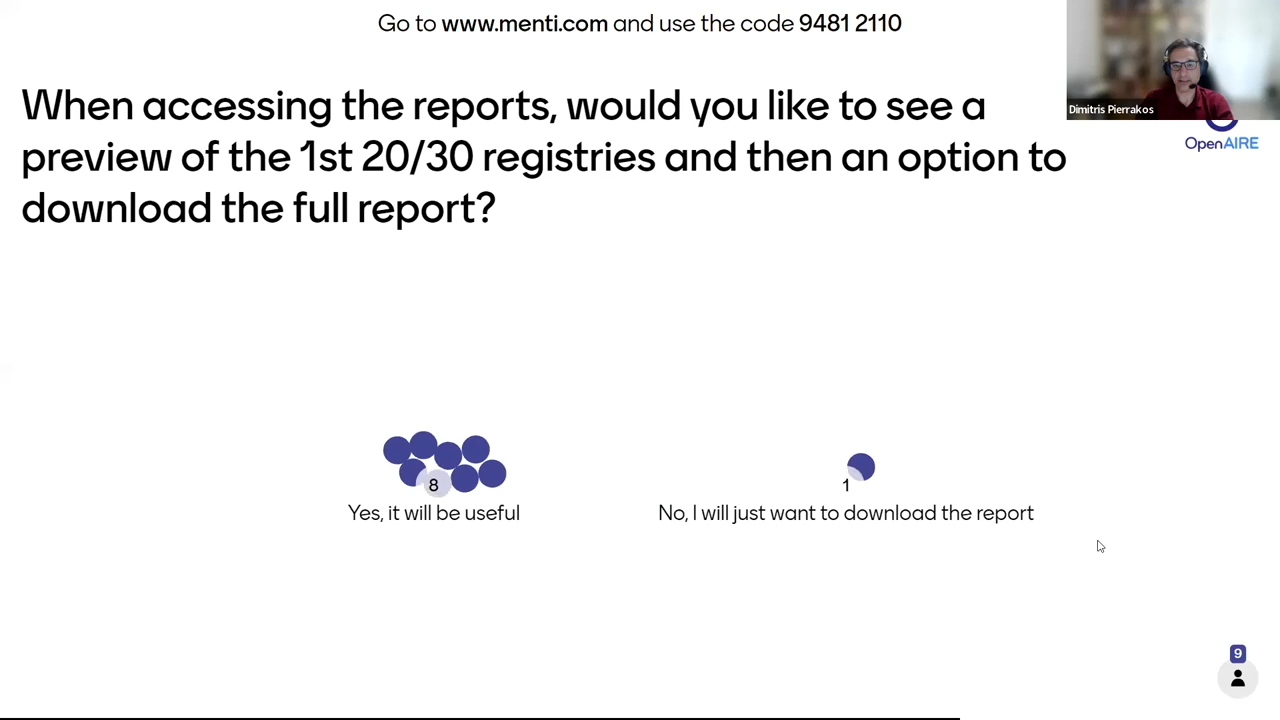 Go to www.menti.com and use the code 9481 2110
Dimitris Pierrakos
OpenAIRE
When accessing the reports, would you like to see a
preview of the 1st 20/30 registries and then an option to
download the full report?
8
1
Yes, it will be useful
No, I will just want to download the report
9